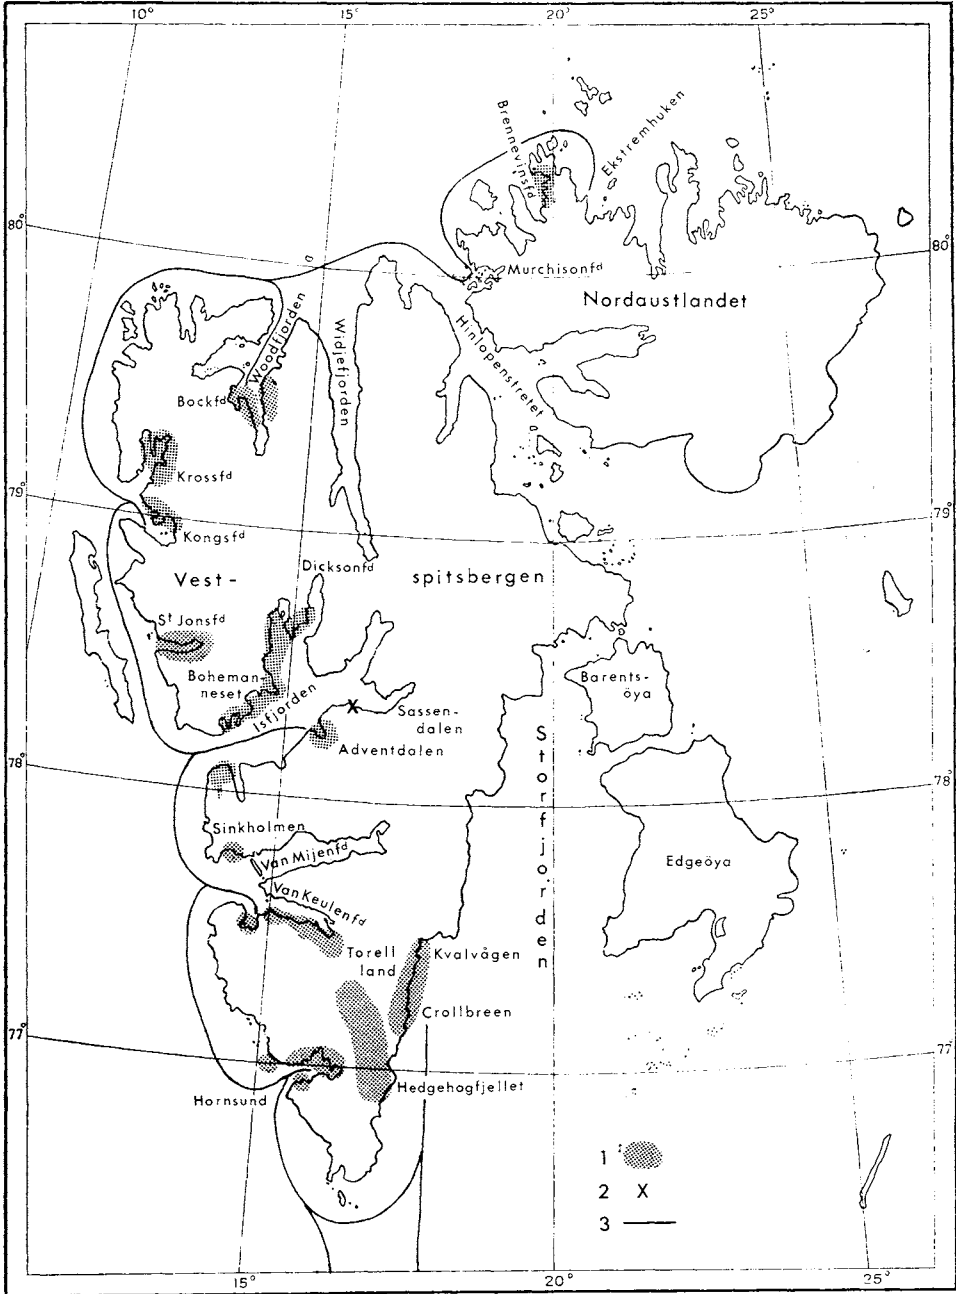 10° 15° 20° 25°
Brennevinsfd
Ekstremhuken
80° 80°
Murchisonfd
Nordaustlandet
Woodfjorden
Widjefjorden
Hinlopenstretet
Bockfd
Krossfd
79° 79°
Kongsfd
Dicksonfd
Vest- spitsbergen
St Jonsfd
Boheman-
neset
Isfjorden
Sassen-
dalen
Barents-
öya
X
Adventdalen
Storfjorden
78° 78°
Sinkholmen
Van Mijenfd
Edgeöya
Van Keulenfd
Torell
land
Kvalvågen
Crollbreen
77° 77°
Hornsund
Hedgehogfjellet
1
2 X
3
15° 20° 25°